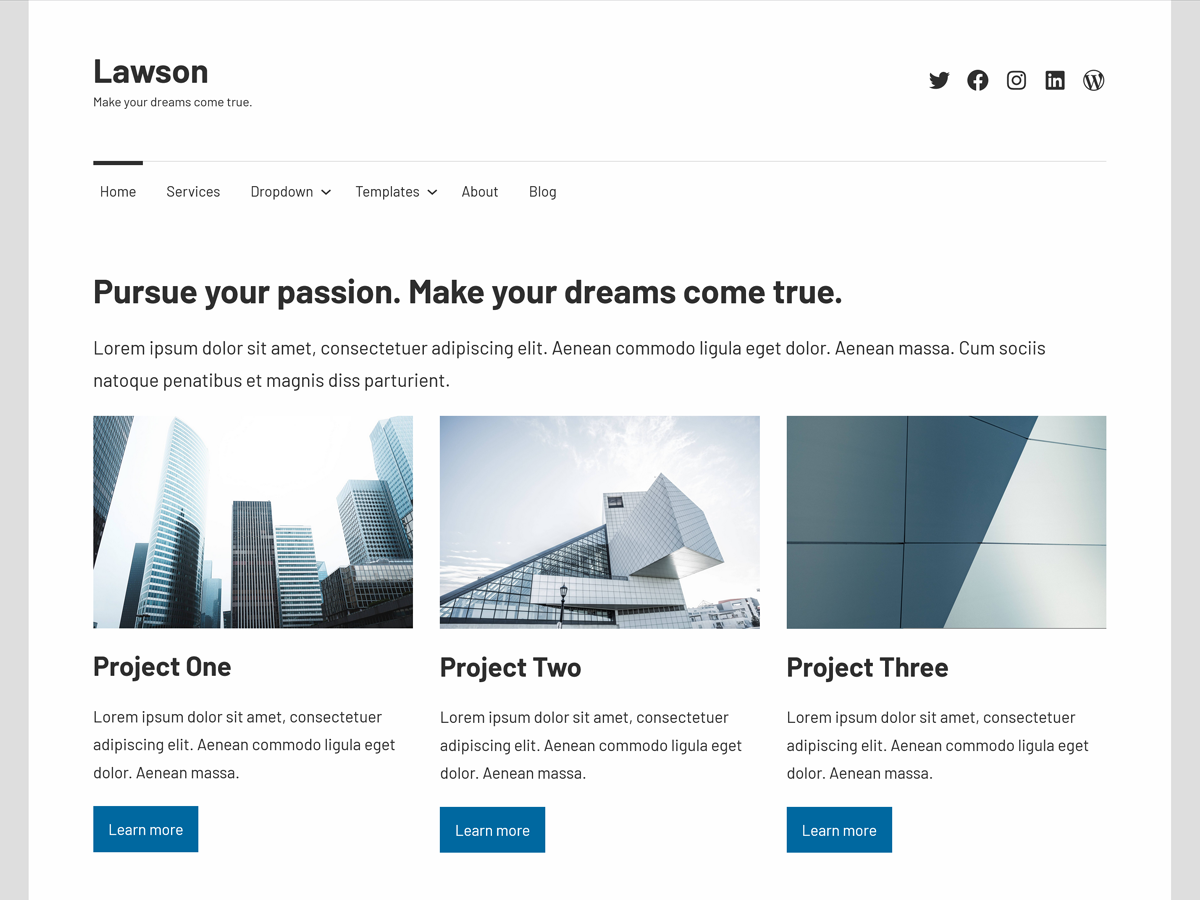 Lawson
Make your dreams come true.
Home Services Dropdown Templates About Blog
Pursue your passion. Make your dreams come true.
Lorem ipsum dolor sit amet, consectetuer adipiscing elit. Aenean commodo ligula eget dolor. Aenean massa. Cum sociis
natoque penatibus et magnis diss parturient.
Project One
Lorem ipsum dolor sit amet, consectetuer
adipiscing elit. Aenean commodo ligula eget
dolor. Aenean massa.
Learn more
Project Two
Lorem ipsum dolor sit amet, consectetuer
adipiscing elit. Aenean commodo ligula eget
dolor. Aenean massa.
Learn more
Project Three
Lorem ipsum dolor sit amet, consectetuer
adipiscing elit. Aenean commodo ligula eget
dolor. Aenean massa.
Learn more